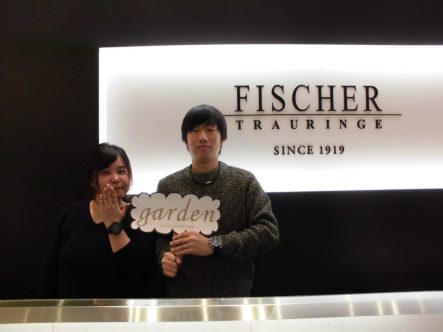 FISCHER
TRAURINGE
SINCE 1919
garden